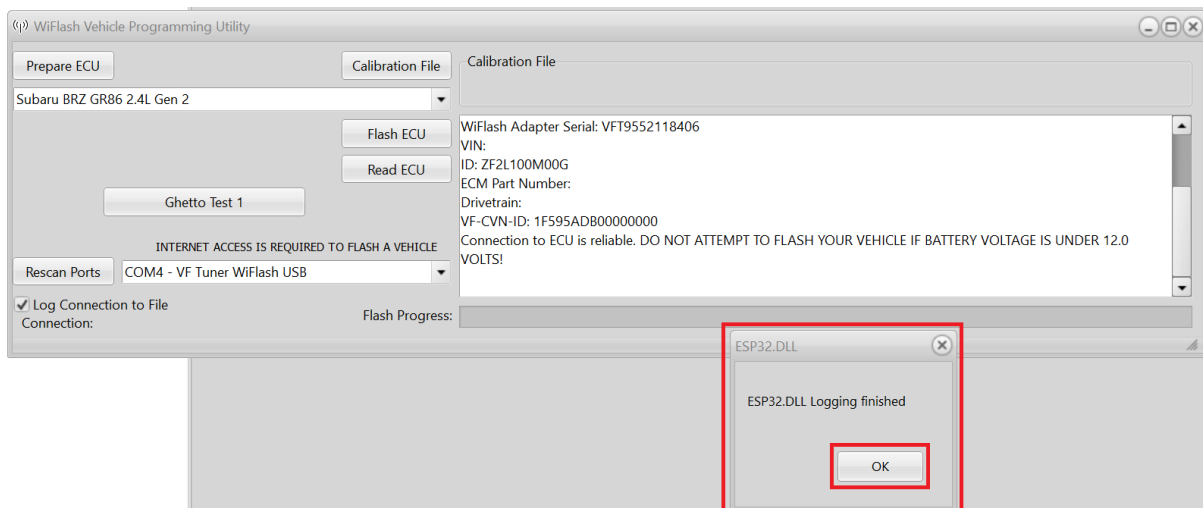 WiFlash Vehicle Programming Utility
Prepare ECU
Calibration File
Subaru BRZ GR86 2.4L Gen 2
Flash ECU
Read ECU
Ghetto Test 1
INTERNET ACCESS IS REQUIRED TO FLASH A VEHICLE
Rescan Ports
COM4 - VF Tuner WiFlash USB
Log Connection to File
Connection:
Flash Progress:
Calibration File
WiFlash Adapter Serial: VFT9552118406
VIN:
ID: ZF2L100M00G
ECM Part Number:
Drivetrain:
VF-CVN-ID: 1F595ADB00000000
Connection to ECU is reliable. DO NOT ATTEMPT TO FLASH YOUR VEHICLE IF BATTERY VOLTAGE IS UNDER 12.0
VOLTS!
ESP32.DLL
ESP32.DLL Logging finished
OK